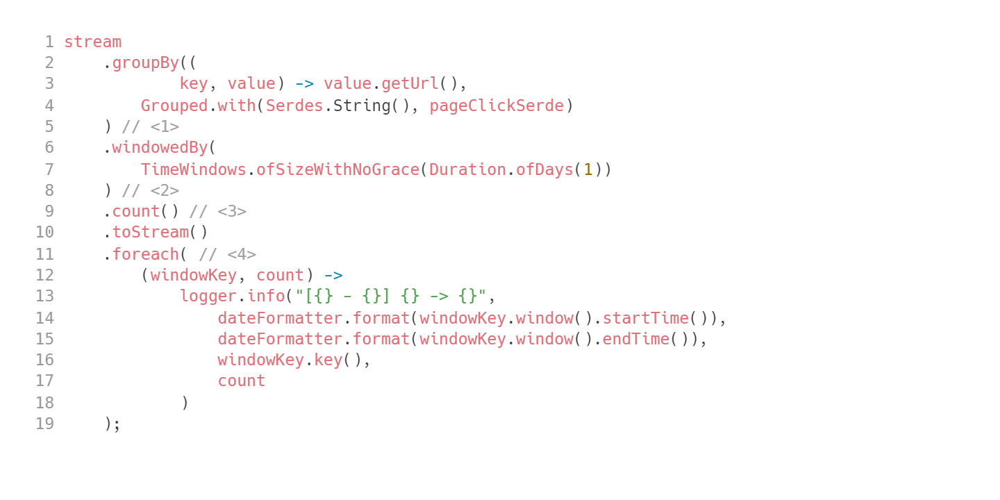 1 stream
2     .groupBy((
3             key, value) -> value.getUrl(),
4         Grouped.with(Serdes.String(), pageClickSerde)
5     ) // <1>
6     .windowedBy(
7         TimeWindows.ofSizeWithNoGrace(Duration.ofDays(1))
8     ) // <2>
9     .count() // <3>
10     .toStream()
11     .foreach( // <4>
12         (windowKey, count) ->
13             logger.info("[{} - {}] {} -> {}",
14                 dateFormatter.format(windowKey.window().startTime()),
15                 dateFormatter.format(windowKey.window().endTime()),
16                 windowKey.key(),
17                 count
18             )
19     );